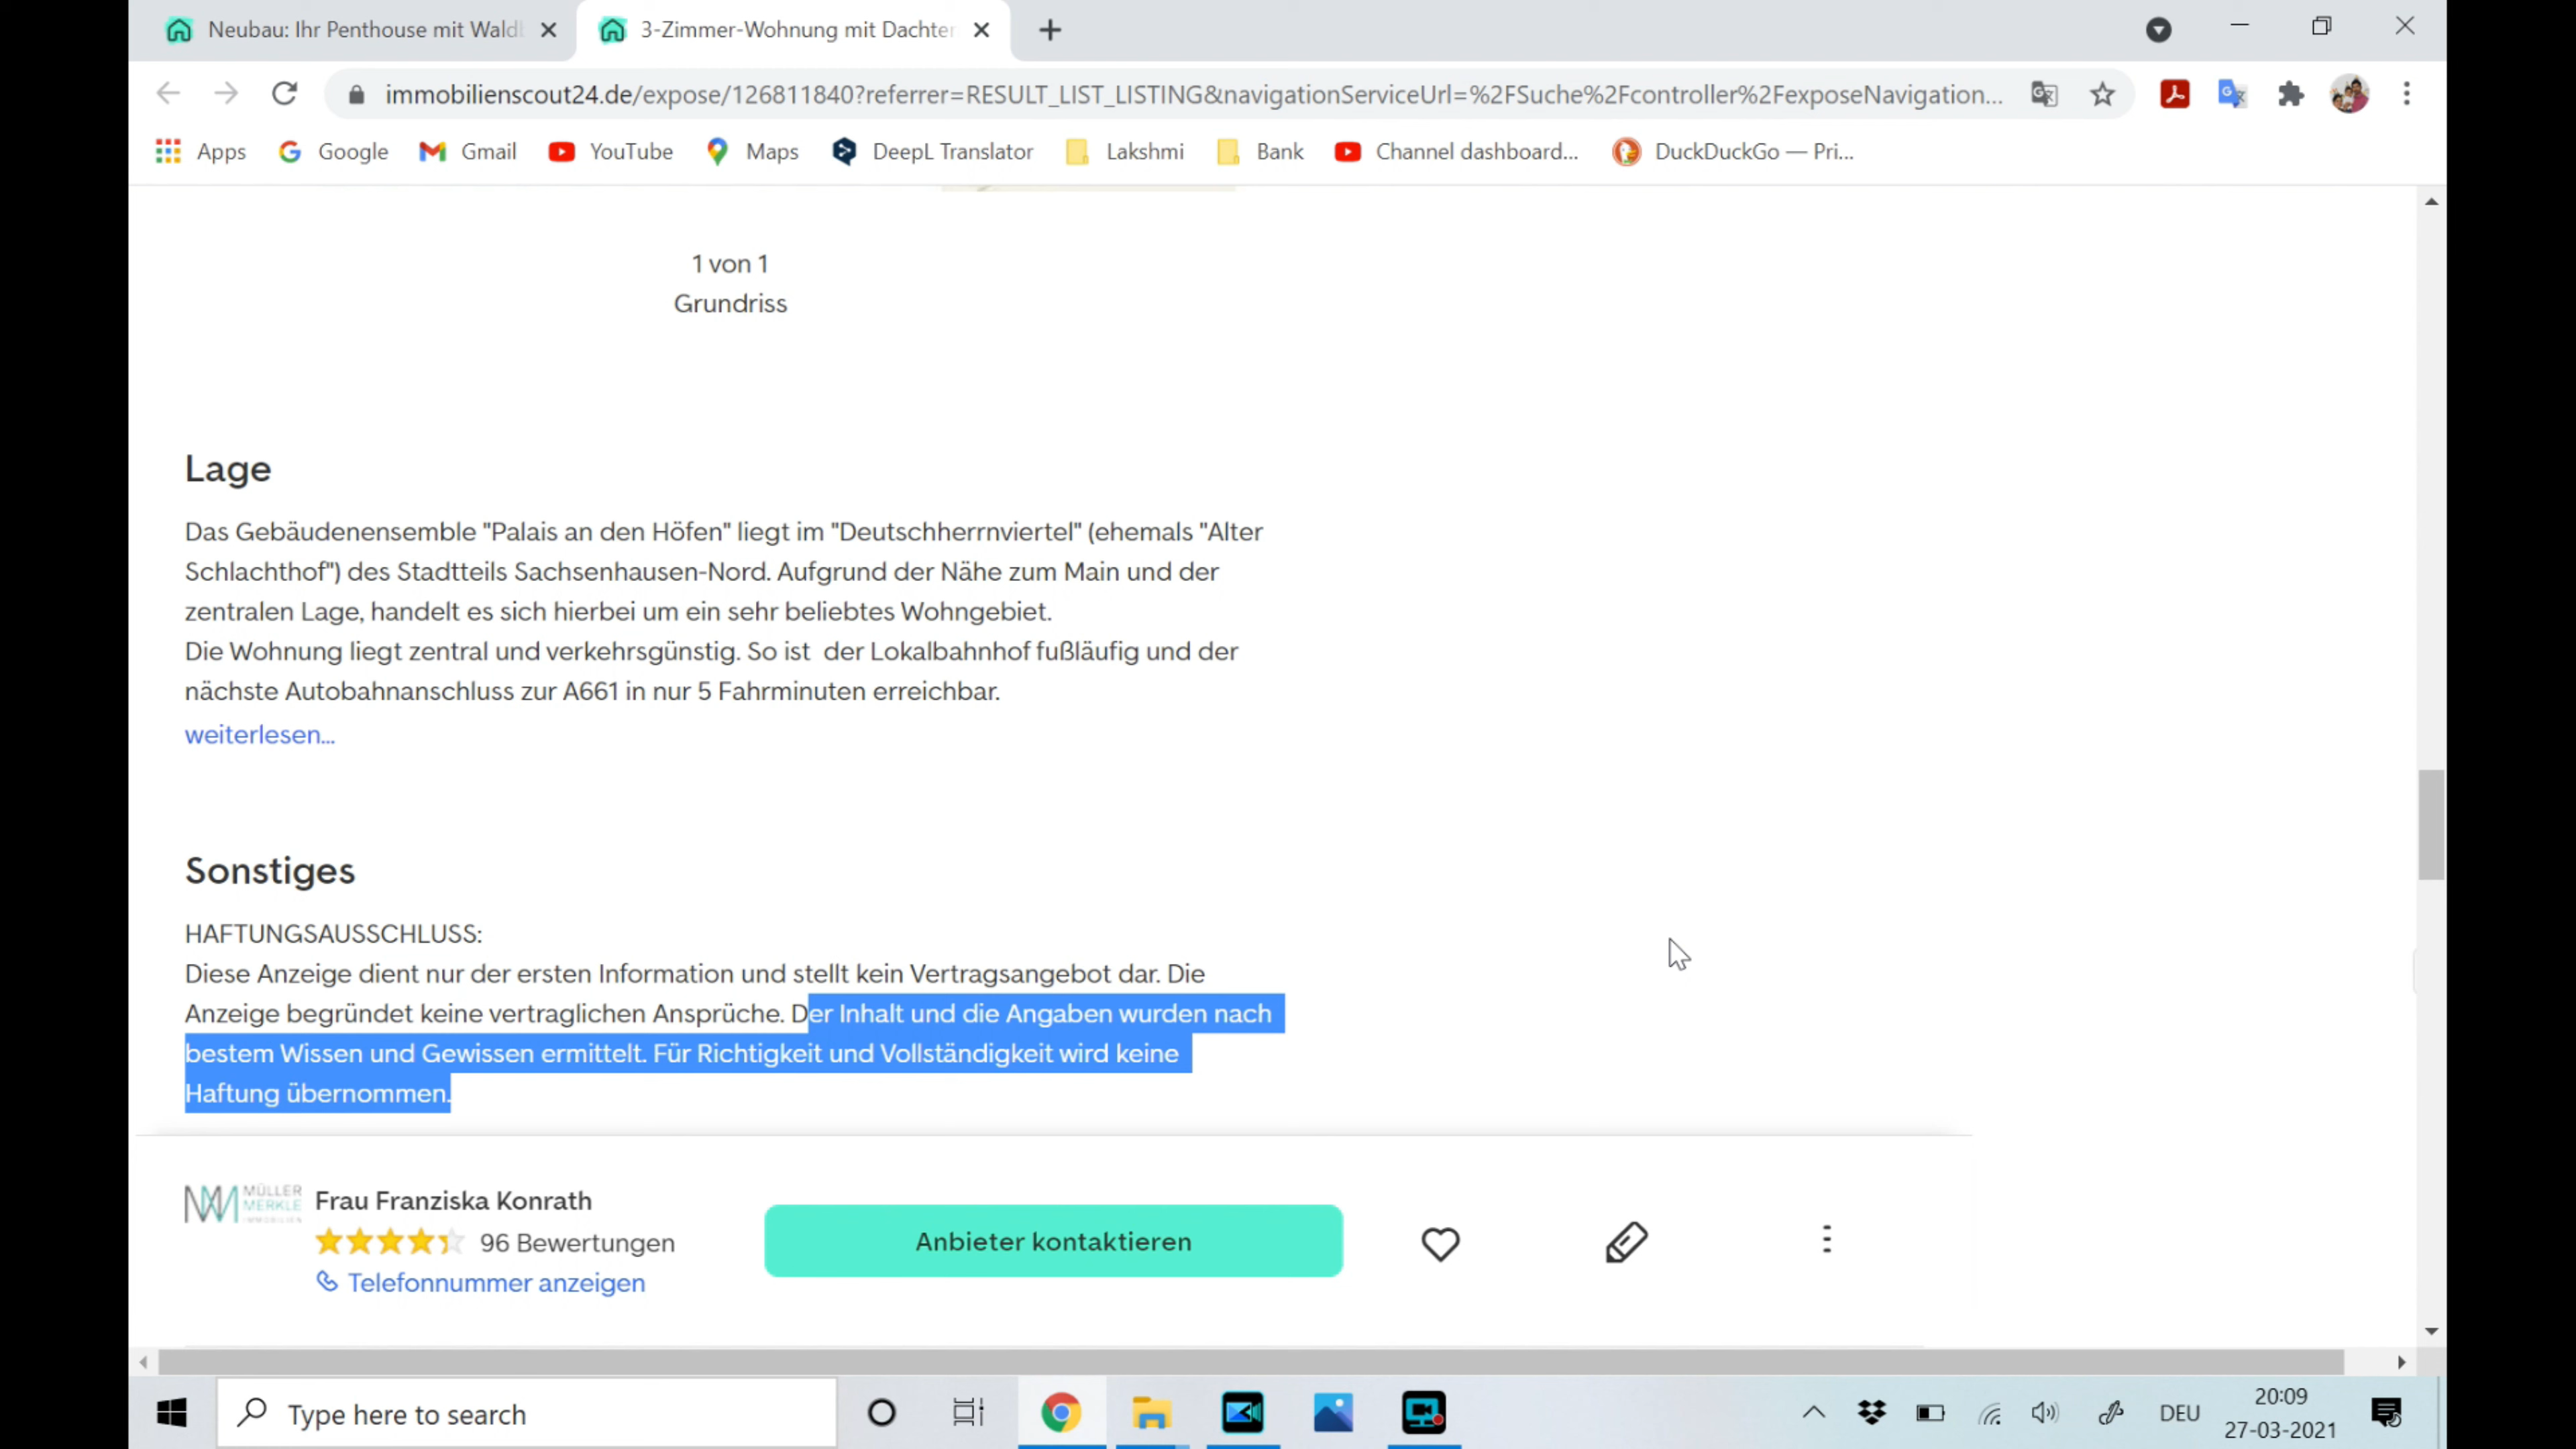 Neubau: Ihr Penthouse mit Wald
3-Zimmer-Wohnung mit Dachter
immobilienscout24.de/expose/126811840?referrer=RESULT_LIST_LISTING&navigationServiceUrl=%2FSuche%2Fcontroller%2FexposeNavigation...
Apps Google Gmail YouTube Maps DeepL Translator Lakshmi Bank Channel dashboard... DuckDuckGo — Pri...
1 von 1
Grundriss
Lage
Das Gebäudenensemble "Palais an den Höfen" liegt im "Deutschherrnviertel" (ehemals "Alter
Schlachthof") des Stadtteils Sachsenhausen-Nord. Aufgrund der Nähe zum Main und der
zentralen Lage, handelt es sich hierbei um ein sehr beliebtes Wohngebiet.
Die Wohnung liegt zentral und verkehrsgünstig. So ist der Lokalbahnhof fußläufig und der
nächste Autobahnanschluss zur A661 in nur 5 Fahrminuten erreichbar.
weiterlesen...
Sonstiges
HAFTUNGSAUSSCHLUSS:
Diese Anzeige dient nur der ersten Information und stellt kein Vertragsangebot dar. Die
Anzeige begründet keine vertraglichen Ansprüche. Der Inhalt und die Angaben wurden nach
bestem Wissen und Gewissen ermittelt. Für Richtigkeit und Vollständigkeit wird keine
Haftung übernommen.
MÜLLER
MERKLE
IMMOBILIEN
Frau Franziska Konrath
96 Bewertungen
Telefonnummer anzeigen
Anbieter kontaktieren
Type here to search
DEU
20:09
27-03-2021